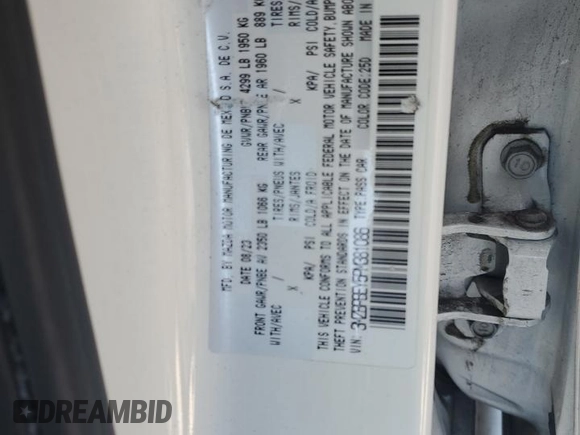 MFD. BY MAZDA MOTOR MANUFACTURING DE MEXICO S.A. DE C.V.
DATE 08/23 GVWR/PNBV 4299 LB 1950 KG
FRONT GAWR/PNBE AV 2350 LB 1066 KG REAR GAWR/PNBE AR 1960 LB 889 KG
WITH/AVEC TIRES/PNEUS WITH/AVEC TIRES
X RIMS/JANTES X RIMS/
KPA/ PSI COLD/A FROID KPA/ PSI COLD/A
THIS VEHICLE CONFORMS TO ALL APPLICABLE FEDERAL MOTOR VEHICLE SAFETY, BUMP
THEFT PREVENTION STANDARDS IN EFFECT ON THE DATE OF MANUFACTURE SHOWN ABO
VIN: TYPE:PASS CAR COLOR CODE:25D MADE IN
DREAMBID